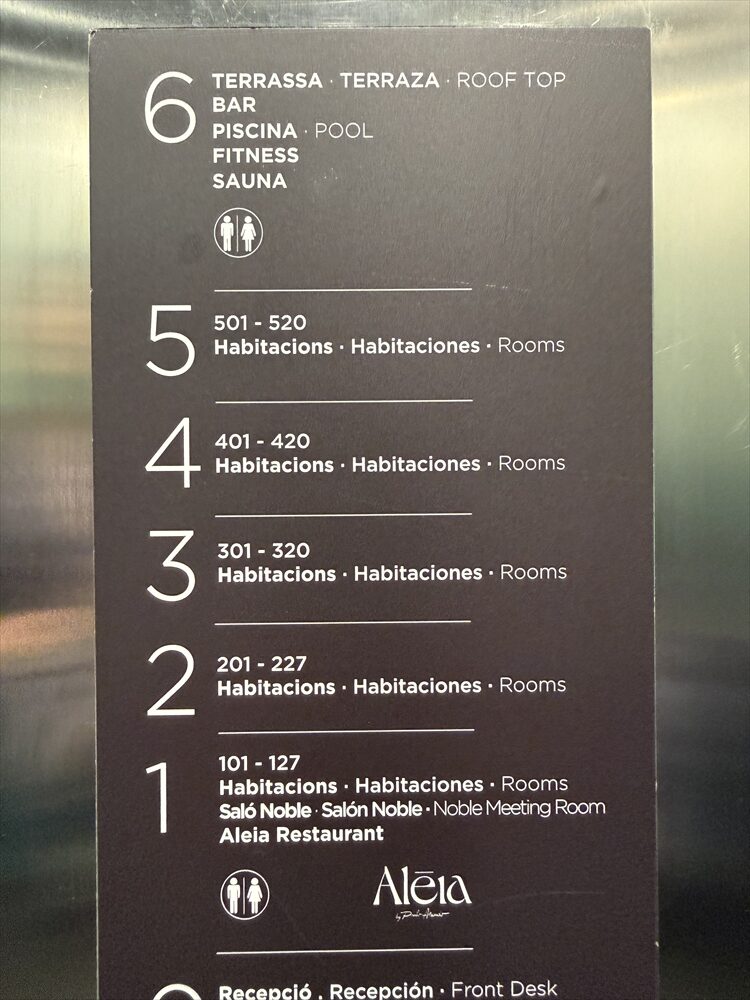 6
TERRASSA · TERRAZA · ROOF TOP
BAR
PISCINA · POOL
FITNESS
SAUNA
5
501 - 520
Habitacions · Habitaciones · Rooms
4
401 - 420
Habitacions · Habitaciones · Rooms
3
301 - 320
Habitacions · Habitaciones · Rooms
2
201 - 227
Habitacions · Habitaciones · Rooms
1
101 - 127
Habitacions · Habitaciones · Rooms
Saló Noble · Salón Noble · Noble Meeting Room
Aleia Restaurant
Alēia
by
Recepció . Recepción · Front Desk